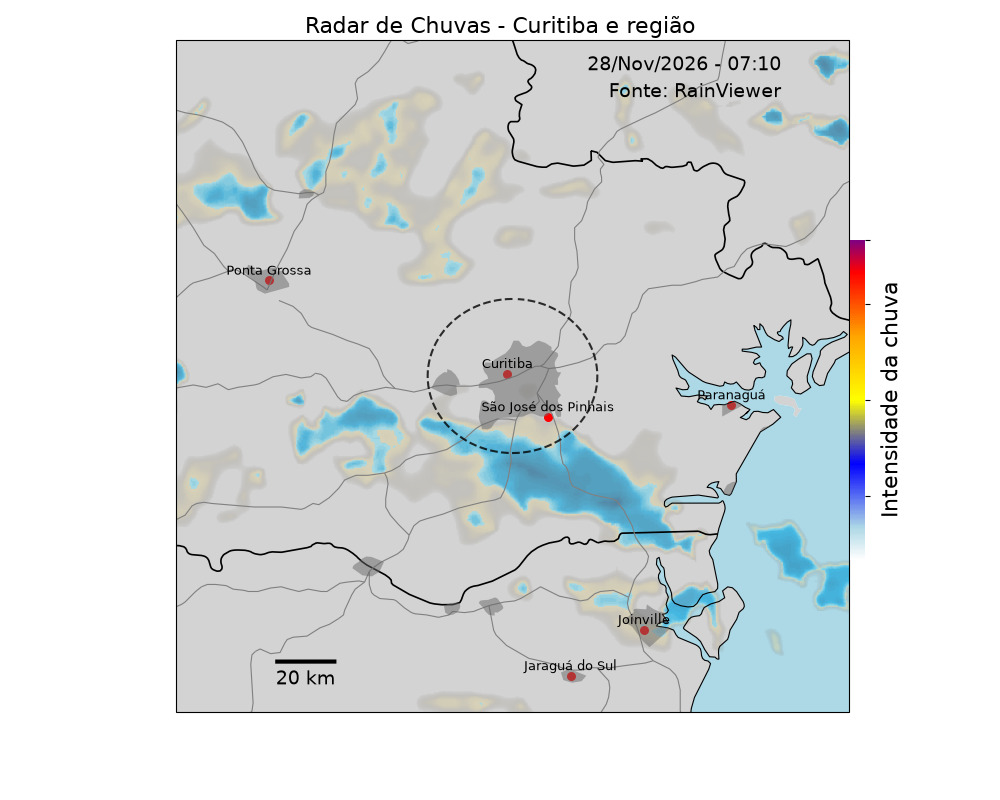 Radar de Chuvas - Curitiba e região
28/Nov/2026 - 07:10
Fonte: RainViewer
Ponta Grossa
Curitiba
São José dos Pinhais
Paranaguá
Intensidade da chuva
Joinville
Jaraguá do Sul
20 km